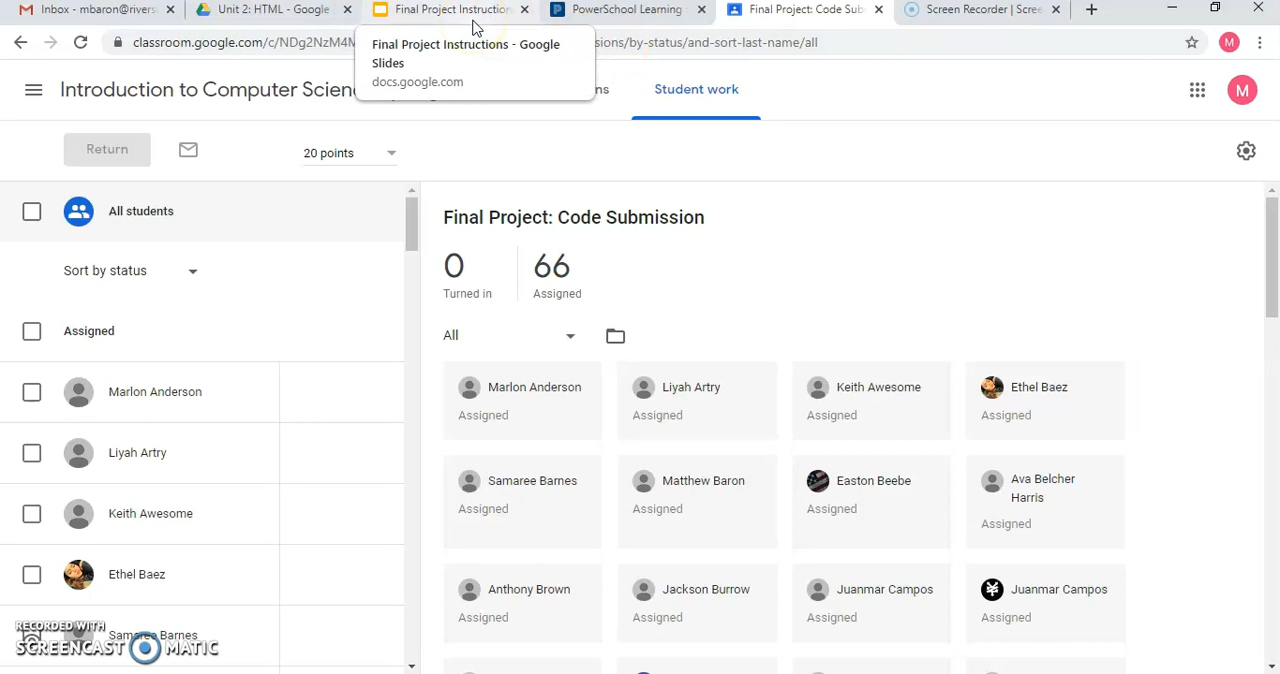 Inbox - mbaron@rivers
Unit 2: HTML - Google
Final Project Instruction
PowerSchool Learning
Final Project: Code Sub
Screen Recorder | Scree
classroom.google.com/c/NDg2NzM4M
sions/by-status/and-sort-last-name/all
M
Final Project Instructions - Google
Slides
docs.google.com
Introduction to Computer Scien
ns
Student work
M
Return
20 points
All students
Sort by status
Assigned
Marlon Anderson
Liyah Artry
Keith Awesome
Ethel Baez
Samaree Barnes
RECORDED WITH
SCREENCAST MATIC
Final Project: Code Submission
0
Turned in
66
Assigned
All
Marlon Anderson
Assigned
Liyah Artry
Assigned
Keith Awesome
Assigned
Ethel Baez
Assigned
Samaree Barnes
Assigned
Matthew Baron
Assigned
Easton Beebe
Assigned
Ava Belcher
Harris
Assigned
Anthony Brown
Assigned
Jackson Burrow
Assigned
Juanmar Campos
Assigned
Juanmar Campos
Assigned